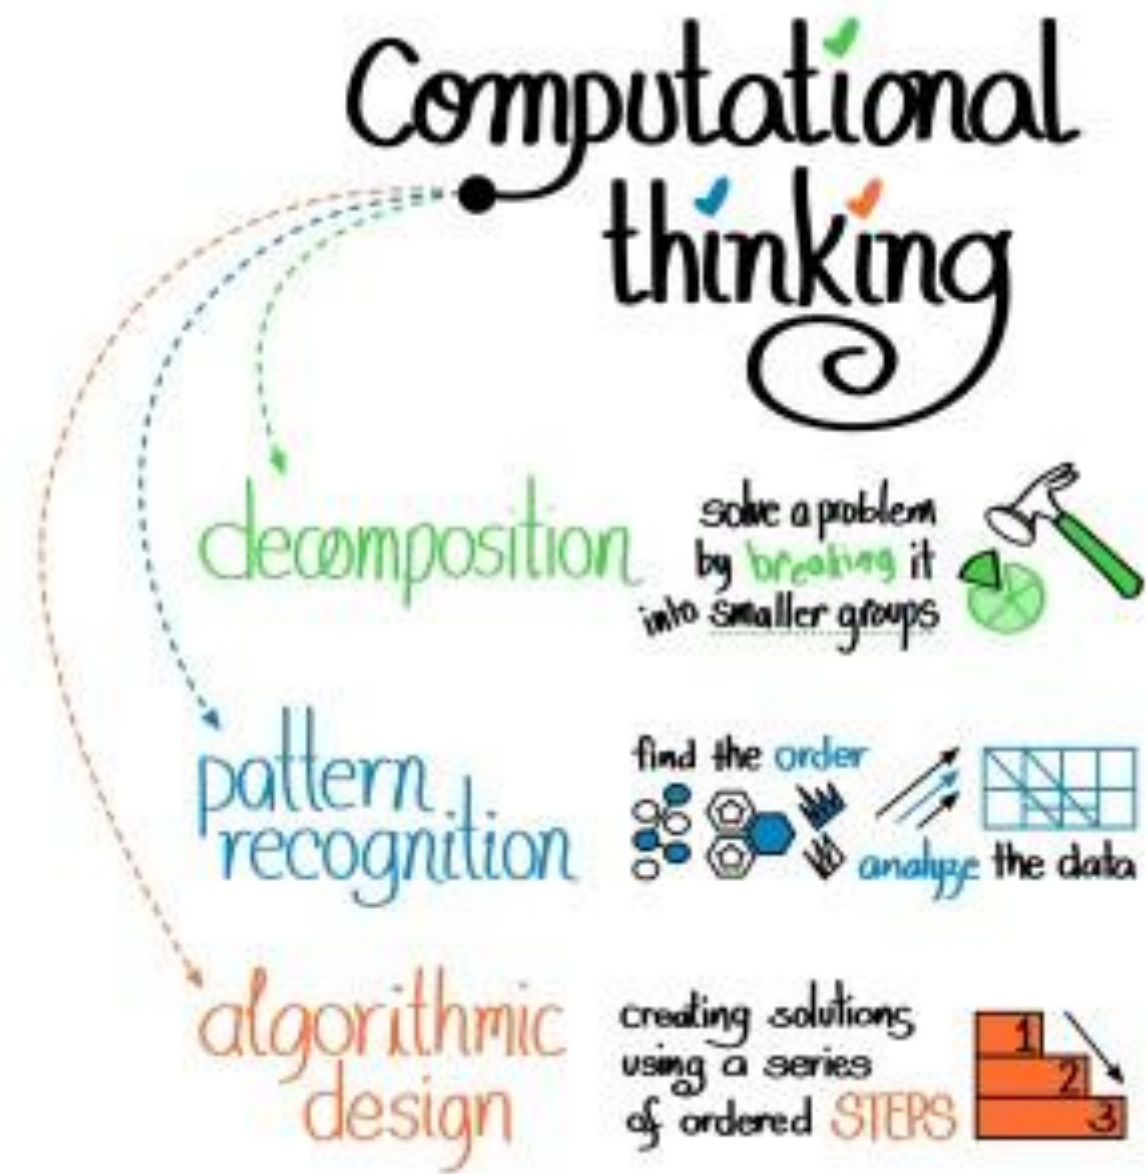 Computational
thinking
decomposition
solve a problem
by breaking it
into smaller groups
pattern
recognition
find the order
analyze the data
algorithmic
design
creating solutions
using a series
of ordered STEPS
1
2
3